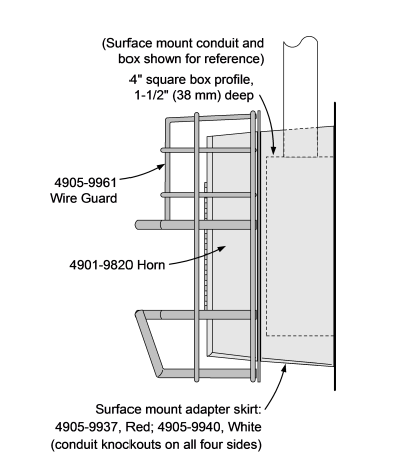 (Surface mount conduit and
box shown for reference)
4" square box profile,
1-1/2" (38 mm) deep
4905-9961
Wire Guard
4901-9820 Horn
Surface mount adapter skirt:
4905-9937, Red; 4905-9940, White
(conduit knockouts on all four sides)